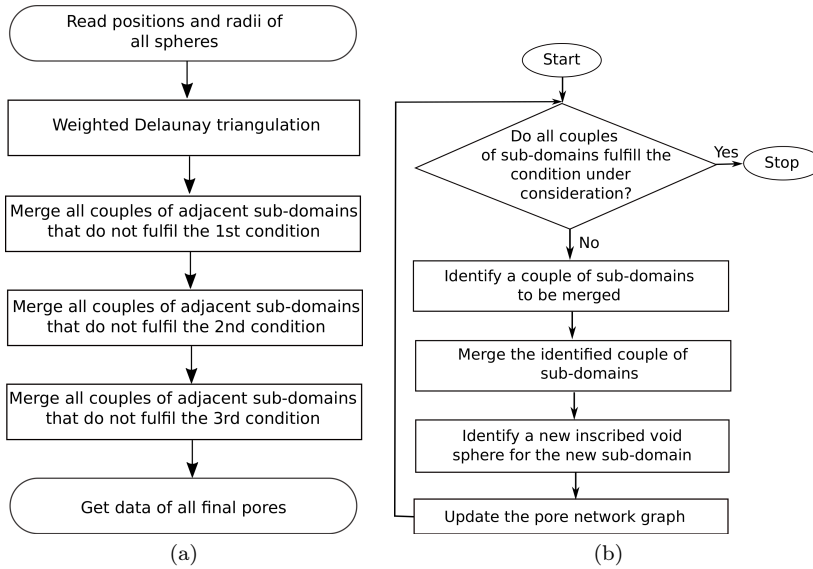 Read positions and radii of
all spheres
Weighted Delaunay triangulation
Merge all couples of adjacent sub-domains
that do not fulfil the 1st condition
Merge all couples of adjacent sub-domains
that do not fulfil the 2nd condition
Merge all couples of adjacent sub-domains
that do not fulfil the 3rd condition
Get data of all final pores
(a)
Start
Do all couples
of sub-domains fulfill the
condition under
consideration?
Yes
Stop
No
Identify a couple of sub-domains
to be merged
Merge the identified couple of
sub-domains
Identify a new inscribed void
sphere for the new sub-domain
Update the pore network graph
(b)